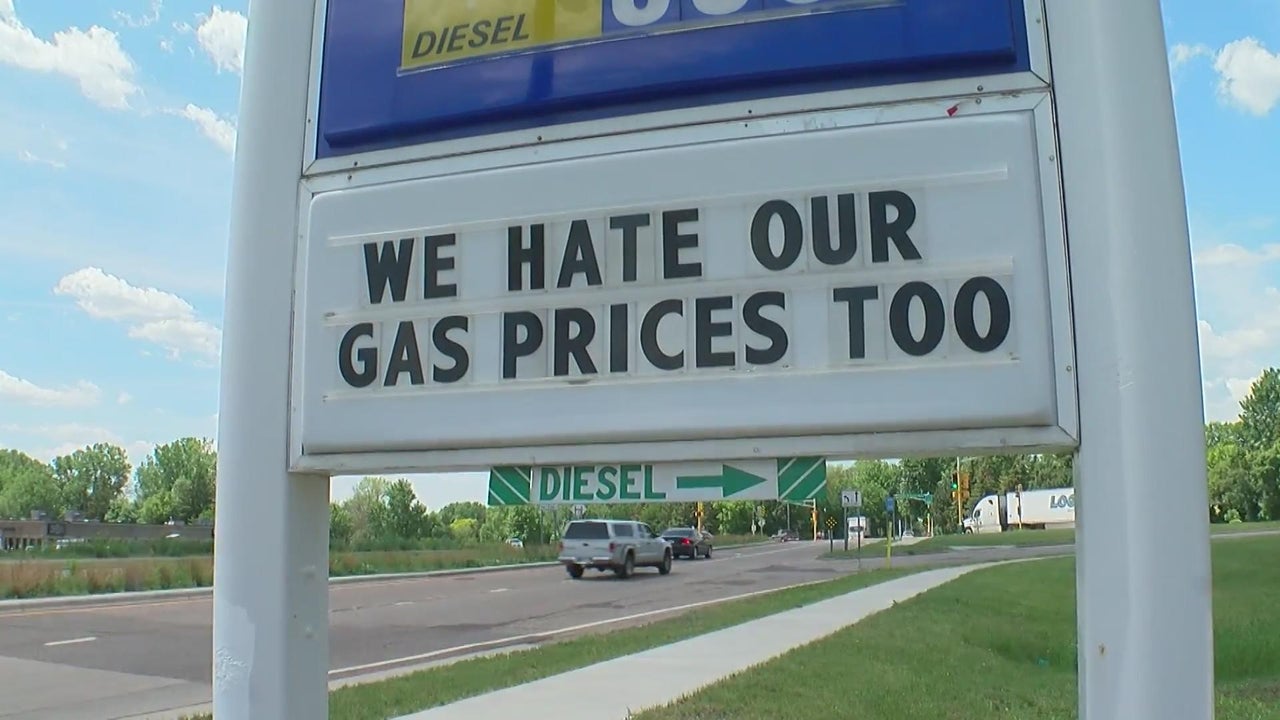 DIESEL
WE HATE OUR
GAS PRICES TOO
DIESEL